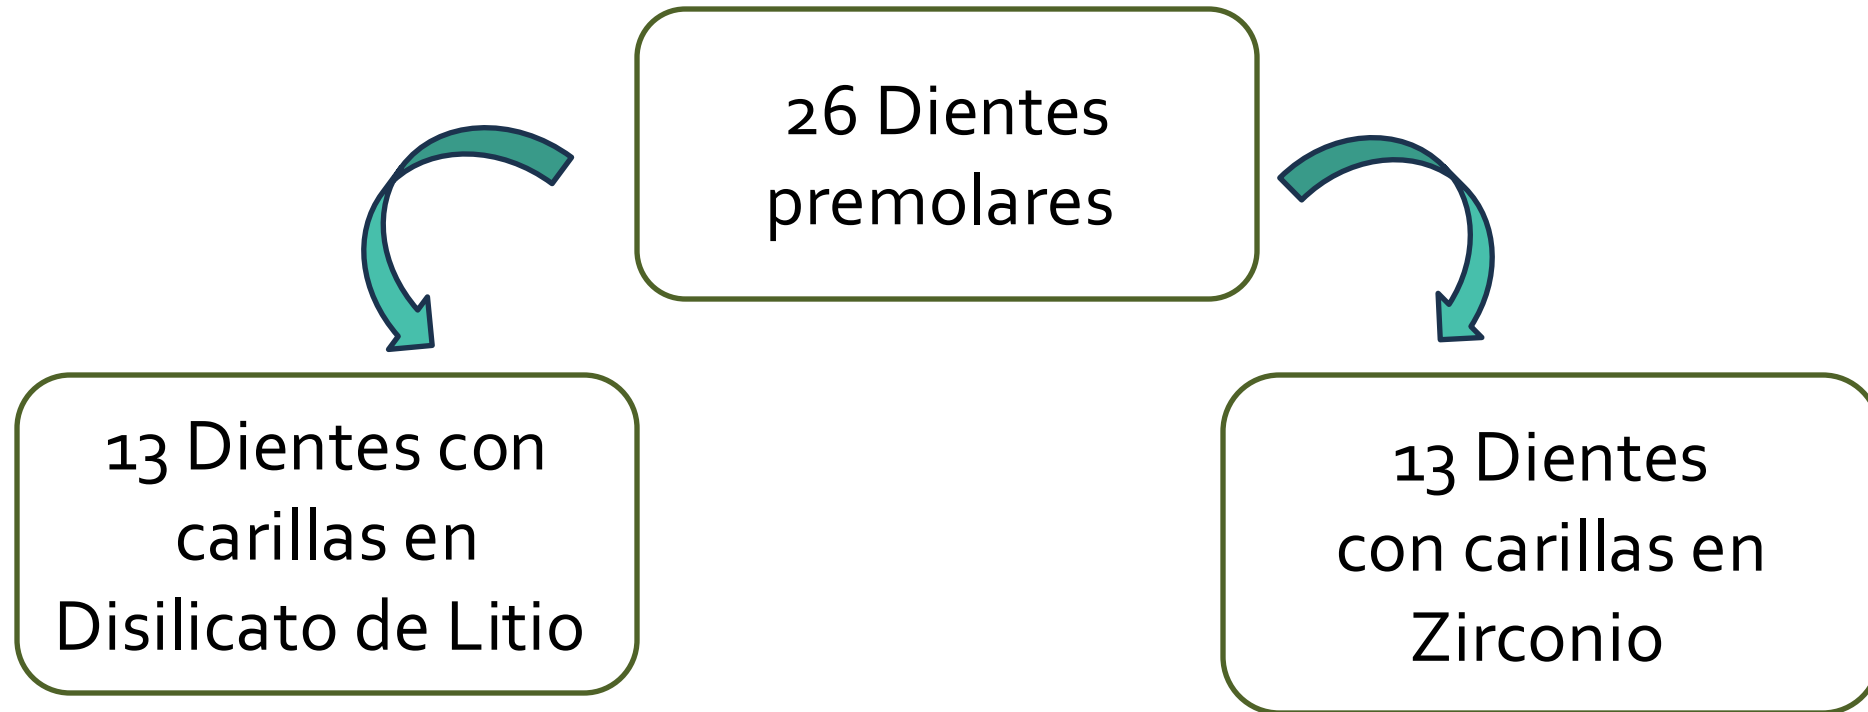 26 Dientes
premolares
13 Dientes con
carillas en
Disilicato de Litio
13 Dientes
con carillas en
Zirconio